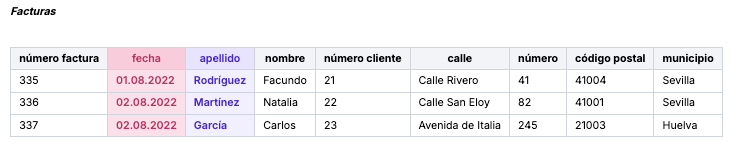 Facturas
número factura fecha apellido nombre número cliente calle número código postal municipio
335 01.08.2022 Rodríguez Facundo 21 Calle Rivero 41 41004 Sevilla
336 02.08.2022 Martínez Natalia 22 Calle San Eloy 82 41001 Sevilla
337 02.08.2022 García Carlos 23 Avenida de Italia 245 21003 Huelva